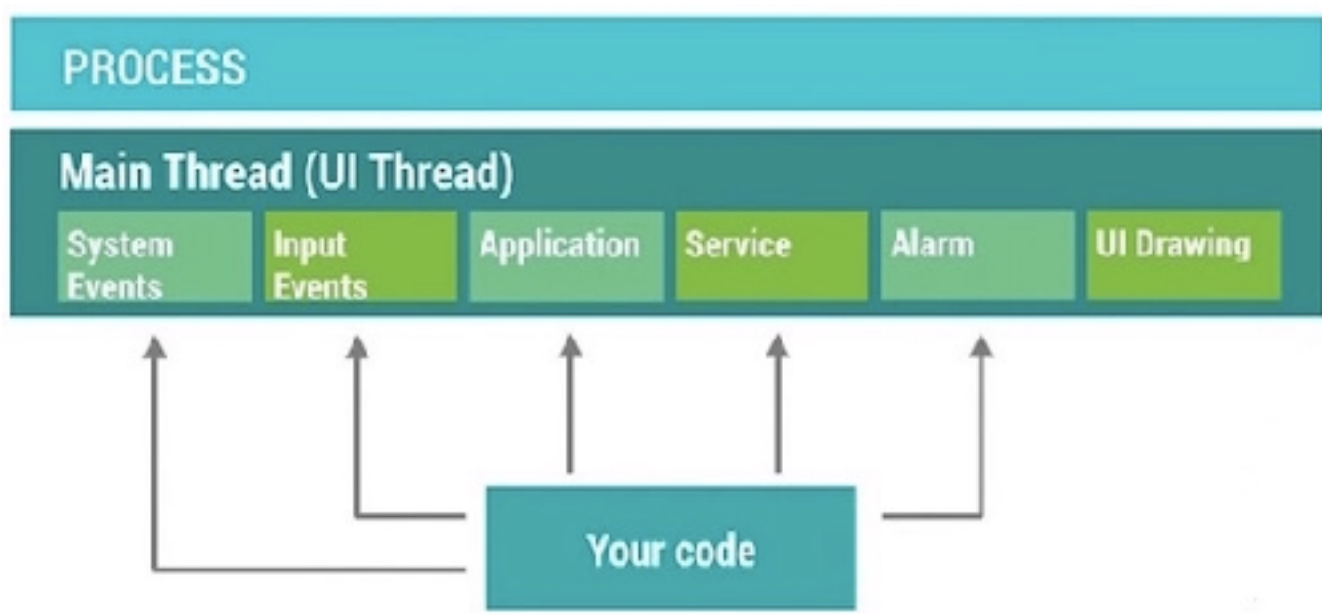 PROCESS
Main Thread (UI Thread)
System
Events
Input
Events
Application
Service
Alarm
UI Drawing
Your code